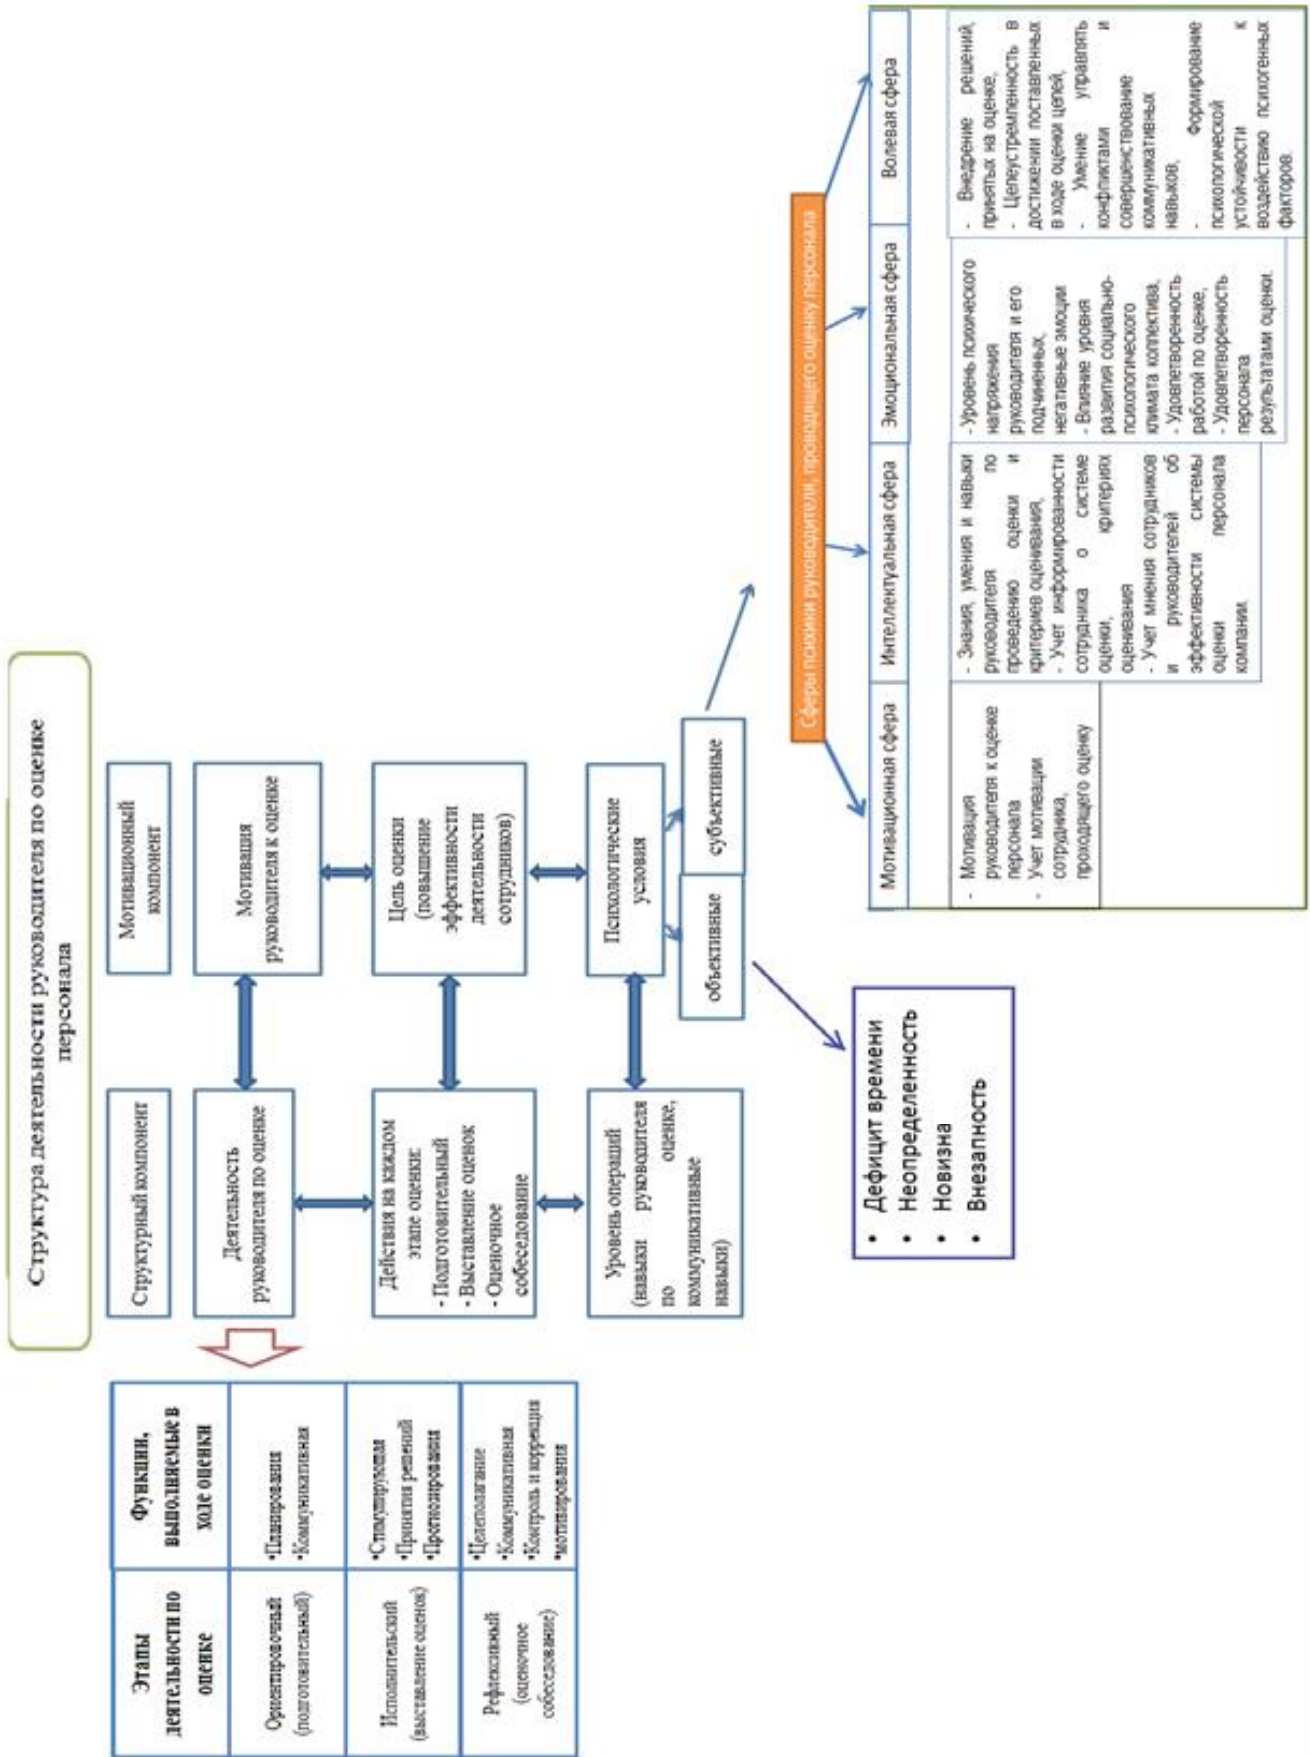 Структура деятельности руководителя по оценке
персонала
Этапы
деятельности по
оценке
Функции,
выполняемые в
ходе оценки
Ориентировочный
(подготовительный)
•Планирования
•Коммуникативная
Исполнительский
(выставление оценок)
•Стимулирующая
•Принятия решений
•Прогнозирования
Рефлексивный
(оценочное
собеседование)
•Целеполагание
•Коммуникативная
•Контроль и коррекция
•мотивирования
Структурный компонент
Мотивационный
компонент
Деятельность
руководителя по оценке
Мотивация
руководителя к оценке
Действия на каждом
этапе оценки:
- Подготовительный
- Выставление оценок
- Оценочное
собеседование
Цель оценки
(повышение
эффективности
деятельности
сотрудников)
Уровень операций
(навыки руководителя
по оценке,
коммуникативные
навыки)
Психологические
условия
объективные
субъективные
• Дефицит времени
• Неопределенность
• Новизна
• Внезапность
Сферы психики руководителя, проводящего оценку персонала
Мотивационная сфера
Интеллектуальная сфера
Эмоциональная сфера
Волевая сфера
- Мотивация
руководителя к оценке
персонала
- Учет мотивации
сотрудника,
проходящего оценку
- Знания, умения и навыки
руководителя по
проведению оценки и
критериев оценивания,
- Учет информированности
сотрудника о системе
оценки, критериях
оценивания
- Учет мнения сотрудников
и руководителей об
эффективности системы
оценки персонала
компании.
- Уровень психического
напряжения
руководителя и его
подчиненных,
негативные эмоции
- Влияние уровня
развития социально-
психологического
климата коллектива,
- Удовлетворенность
работой по оценке,
- Удовлетворенность
персонала
результатами оценки.
- Внедрение решений,
принятых на оценке,
- Целеустремленность в
достижении поставленных
в ходе оценки целей,
- Умение управлять
конфликтами и
совершенствование
коммуникативных
навыков,
- Формирование
психологической
устойчивости к
воздействию психогенных
факторов.